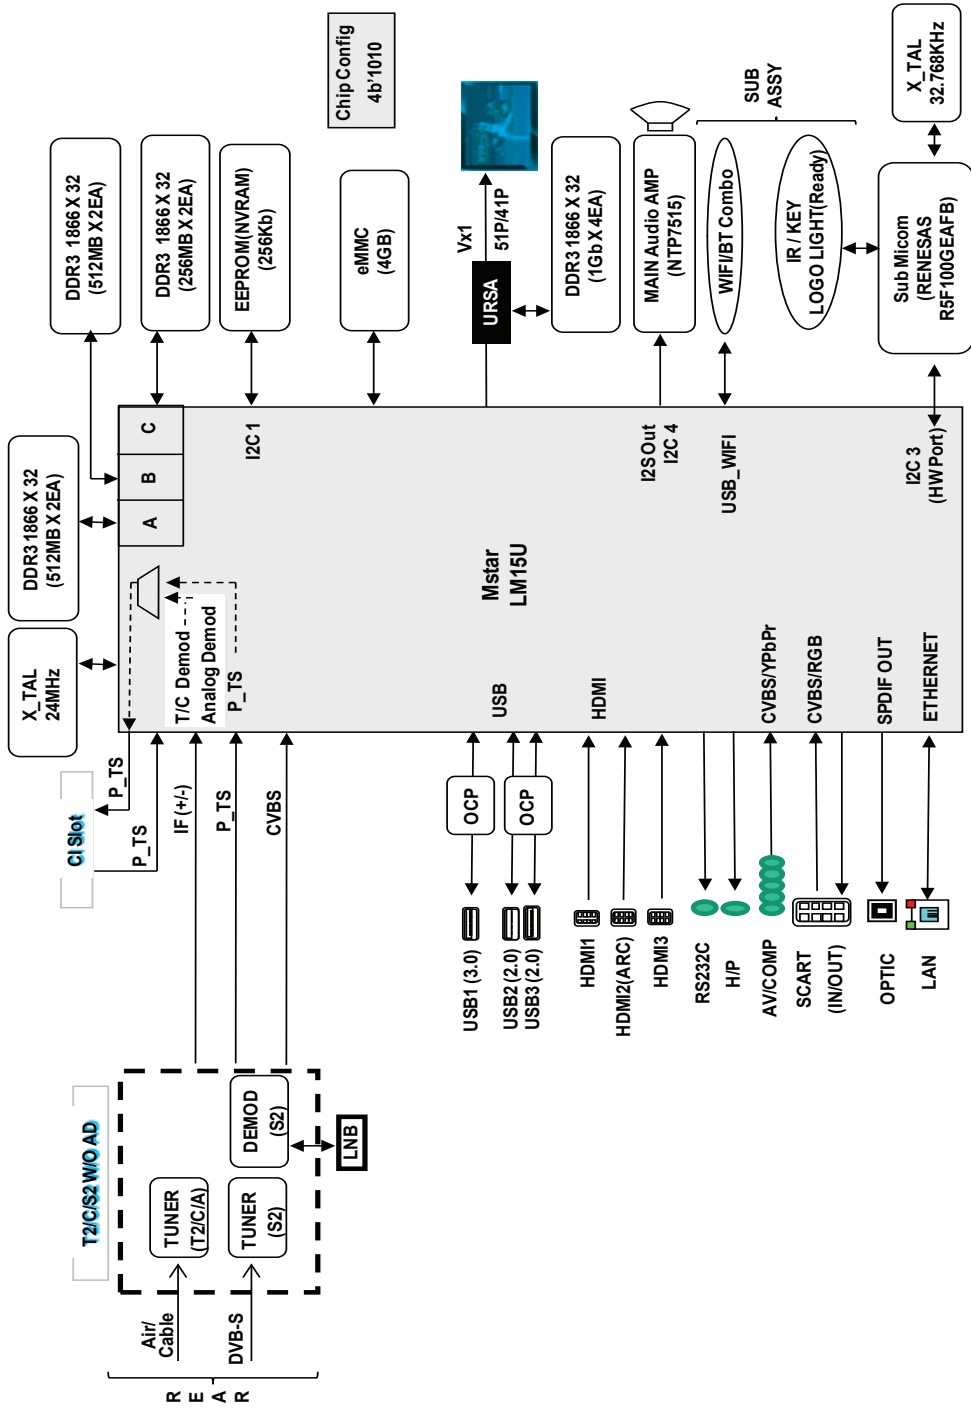 REAR
Air/
Cable
DVB-S
T2/C/S2 W/O AD
TUNER
(T2/C/A)
TUNER
(S2)
DEMOD
(S2)
LNB
CI Slot
P_TS
P_TS
IF (+/-)
P_TS
CVBS
X_TAL
24MHz
DDR3 1866 X 32
(512MB X 2EA)
DDR3 1866 X 32
(512MB X 2EA)
DDR3 1866 X 32
(256MB X 2EA)
EEPROM(NVRAM)
(256Kb)
eMMC
(4GB)
Chip Config
4b'1010
A
B
C
T/C Demod
Analog Demod
P_TS
I2C 1
Mstar
LM15U
Vx1
51P/41P
URSA
DDR3 1866 X 32
(1Gb X 4EA)
I2S Out
I2C 4
MAIN Audio AMP
(NTP7515)
USB_WIFI
WIFI/BT Combo
SUB
ASSY
IR / KEY
LOGO LIGHT(Ready)
I2C 3
(HW Port)
Sub Micom
(RENESAS
R5F100GEAFB)
X_TAL
32.768KHz
USB
OCP
OCP
USB1 (3.0)
USB2 (2.0)
USB3 (2.0)
HDMI
HDMI1
HDMI2(ARC)
HDMI3
RS232C
H/P
CVBS/YPbPr
AV/COMP
CVBS/RGB
SCART
(IN/OUT)
SPDIF OUT
OPTIC
ETHERNET
LAN